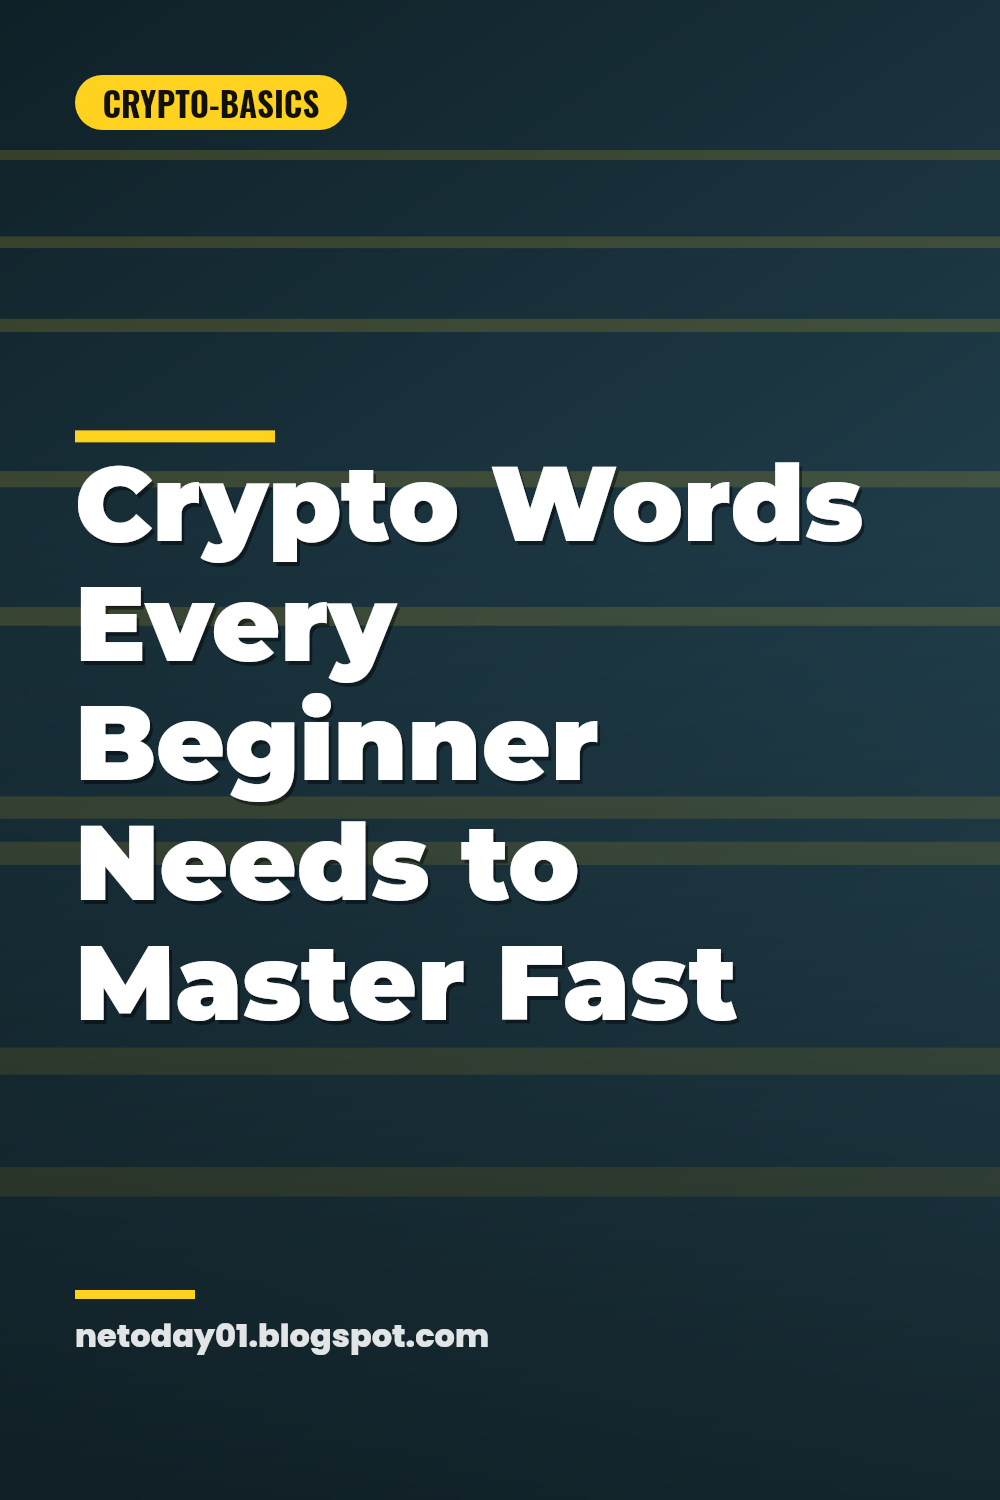 CRYPTO-BASICS
Crypto Words
Every
Beginner
Needs to
Master Fast
netoday01.blogspot.com